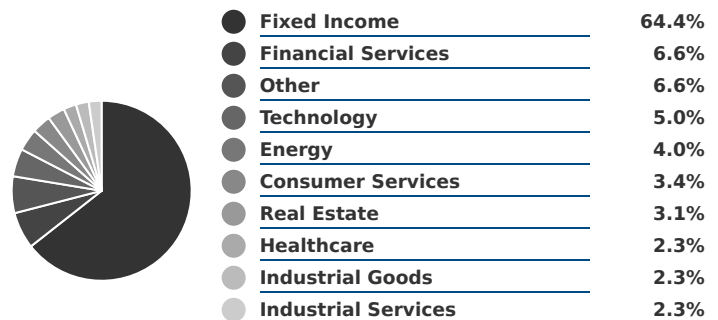 Fixed Income 64.4%
Financial Services 6.6%
Other 6.6%
Technology 5.0%
Energy 4.0%
Consumer Services 3.4%
Real Estate 3.1%
Healthcare 2.3%
Industrial Goods 2.3%
Industrial Services 2.3%